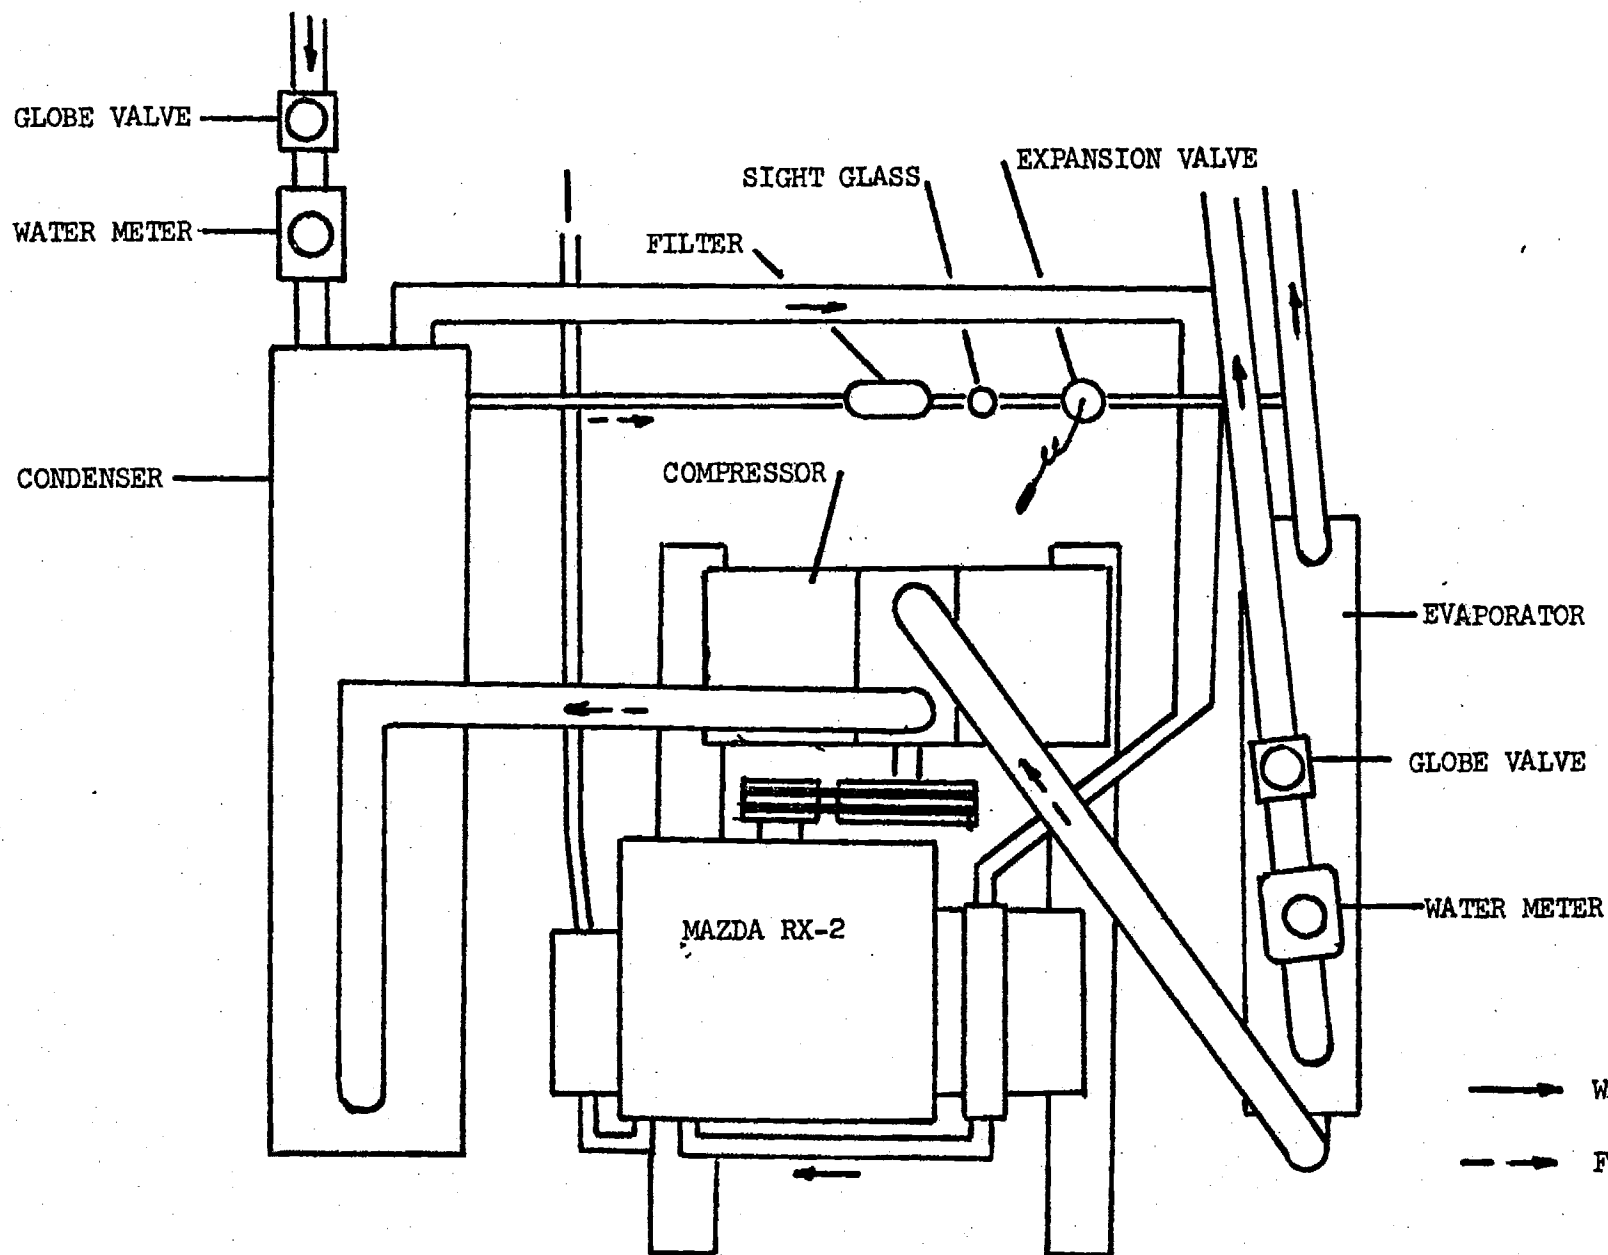 GLOBE VALVE
WATER METER
SIGHT GLASS
EXPANSION VALVE
FILTER
CONDENSER
COMPRESSOR
EVAPORATOR
GLOBE VALVE
WATER METER
MAZDA RX-2
W
F